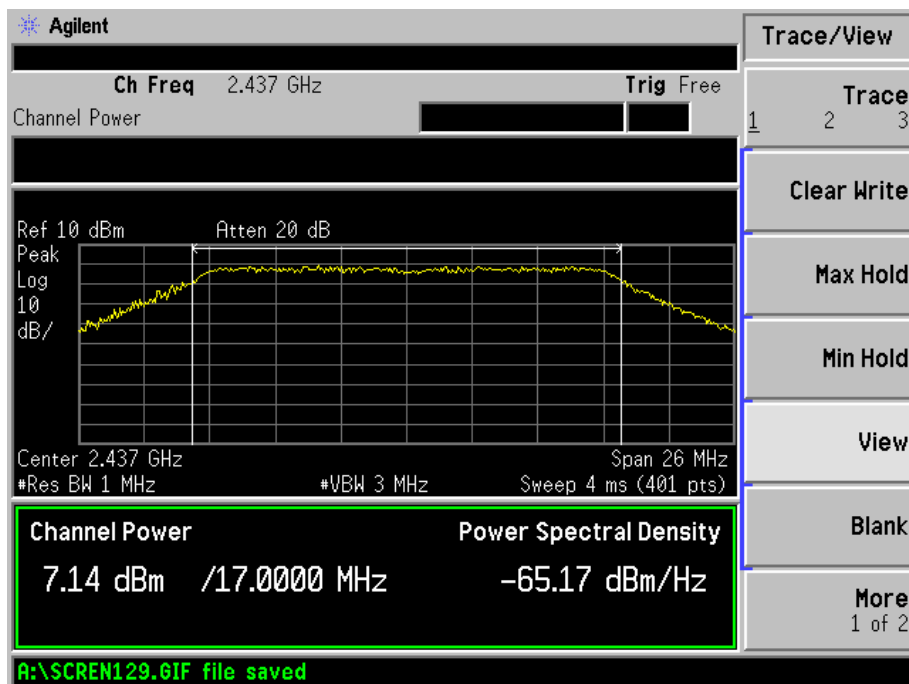 Agilent
Trace/View
Ch Freq 2.437 GHz Trig Free
Channel Power
Trace
1 2 3
Clear Write
Max Hold
Min Hold
View
Blank
More
1 of 2
Ref 10 dBm Atten 20 dB
Peak
Log
10
dB/
Center 2.437 GHz Span 26 MHz
#Res BW 1 MHz #VBW 3 MHz Sweep 4 ms (401 pts)
Channel Power Power Spectral Density
7.14 dBm /17.0000 MHz -65.17 dBm/Hz
A:\SCREN129.GIF file saved